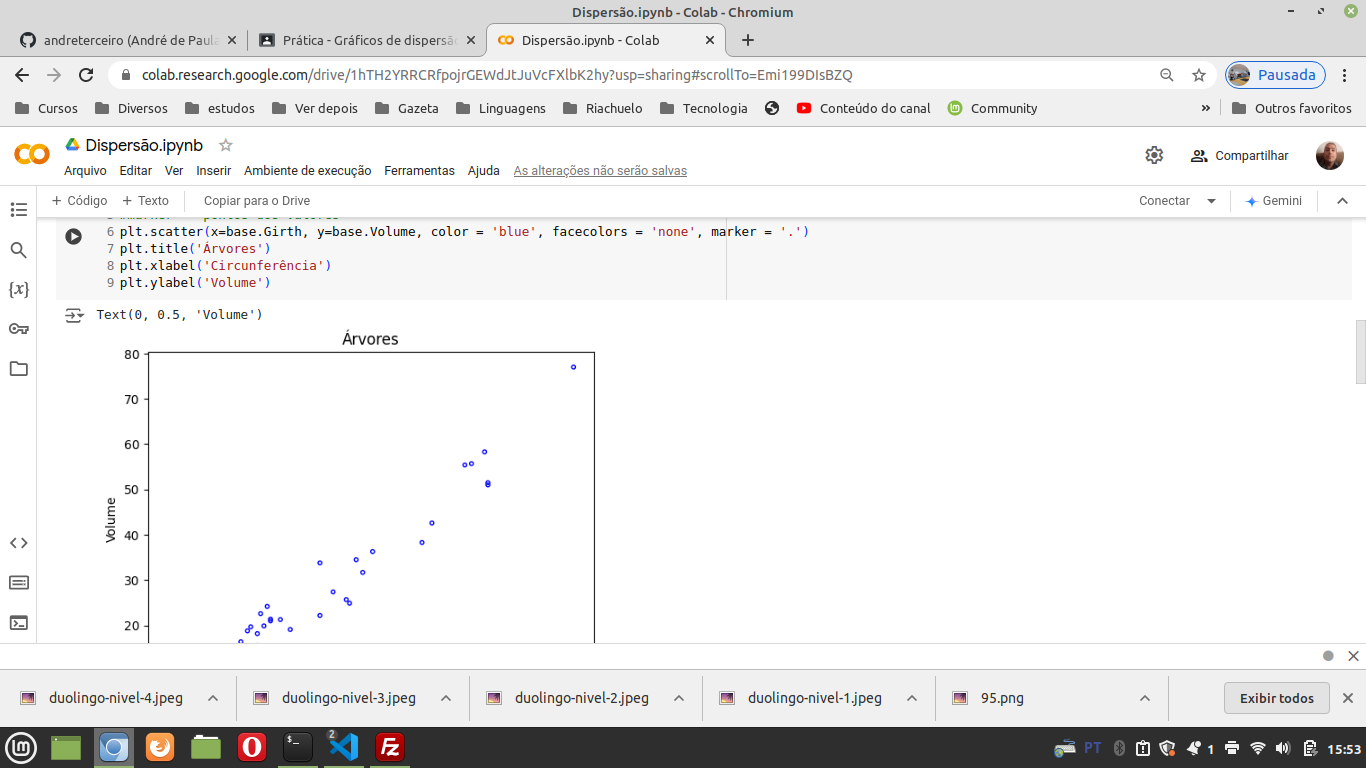 Dispersão.ipynb - Colab - Chromium
andreterceiro (André de Paula
Prática - Gráficos de dispersão
Dispersão.ipynb - Colab
colab.research.google.com/drive/1hTH2YRRCRfpojrGEWdJtJuVcFXlbK2hy?usp=sharing#scrollTo=Emi199DIsBZQ
Pausada
Cursos
Diversos
estudos
Ver depois
Gazeta
Linguagens
Riachuelo
Tecnologia
Conteúdo do canal
Community
»
Outros favoritos
Dispersão.ipynb
Arquivo Editar Ver Inserir Ambiente de execução Ferramentas Ajuda As alterações não serão salvas
Compartilhar
+ Código + Texto Copiar para o Drive
Conectar
Gemini
6 plt.scatter(x=base.Girth, y=base.Volume, color = 'blue', facecolors = 'none', marker = '.')
7 plt.title('Árvores')
8 plt.xlabel('Circunferência')
9 plt.ylabel('Volume')
Text(0, 0.5, 'Volume')
Árvores
80
70
60
50
40
30
20
Volume
duolingo-nivel-4.jpeg
duolingo-nivel-3.jpeg
duolingo-nivel-2.jpeg
duolingo-nivel-1.jpeg
95.png
Exibir todos
2
PT
1
15:53